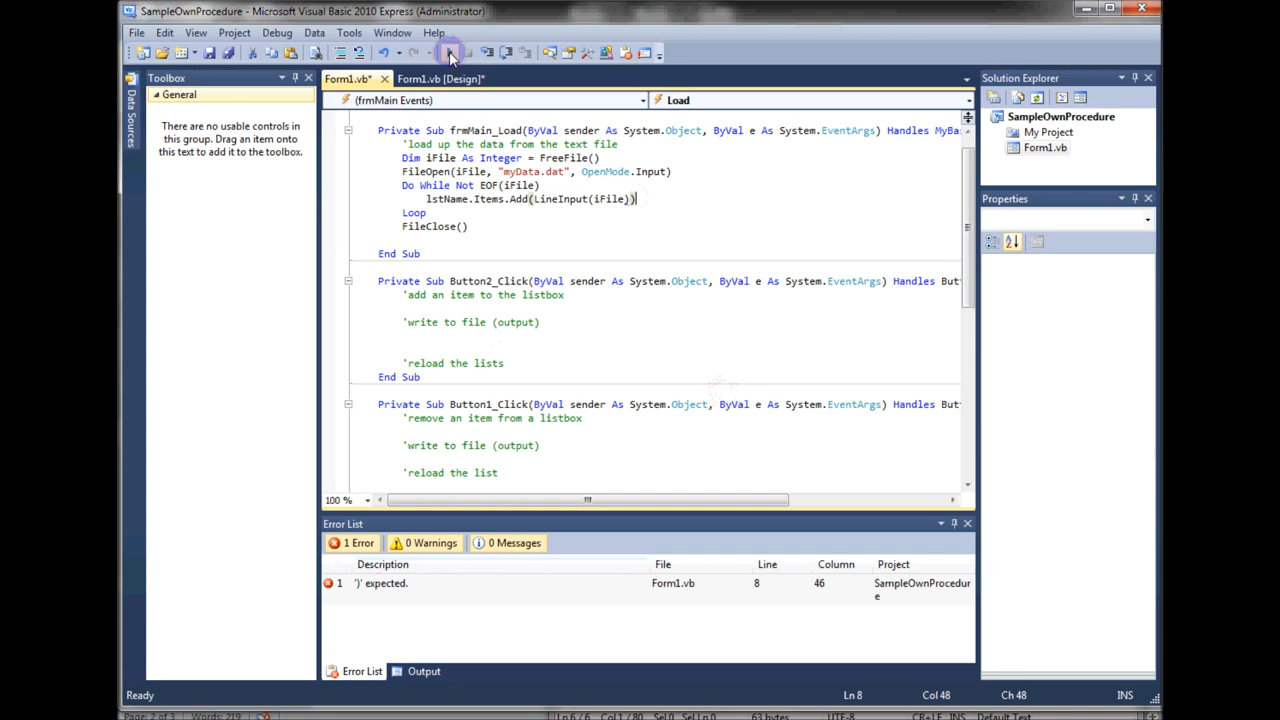 SampleOwnProcedure - Microsoft Visual Basic 2010 Express (Administrator)
File Edit View Project Debug Data Tools Window Help
Toolbox
Form1.vb*
Form1.vb [Design]*
Solution Explorer
Data Sources
General
(frmMain Events)
Load
There are no usable controls in
this group. Drag an item onto
this text to add it to the toolbox.
SampleOwnProcedure
My Project
Form1.vb
Properties
Private Sub frmMain_Load(ByVal sender As System.Object, ByVal e As System.EventArgs) Handles MyBa
'load up the data from the text file
Dim iFile As Integer = FreeFile()
FileOpen(iFile, "myData.dat", OpenMode.Input)
Do While Not EOF(iFile)
lstName.Items.Add(LineInput(iFile))
Loop
FileClose()
End Sub
Private Sub Button2_Click(ByVal sender As System.Object, ByVal e As System.EventArgs) Handles But
'add an item to the listbox
'write to file (output)
'reload the lists
End Sub
Private Sub Button1_Click(ByVal sender As System.Object, ByVal e As System.EventArgs) Handles But
'remove an item from a listbox
'write to file (output)
'reload the list
100 %
Error List
1 Error
0 Warnings
0 Messages
Description File Line Column Project
1 ')' expected. Form1.vb 8 46 SampleOwnProcedur
e
Error List
Output
Ready Ln 8 Col 48 Ch 48 INS
Page: 2 of 3 Words: 219